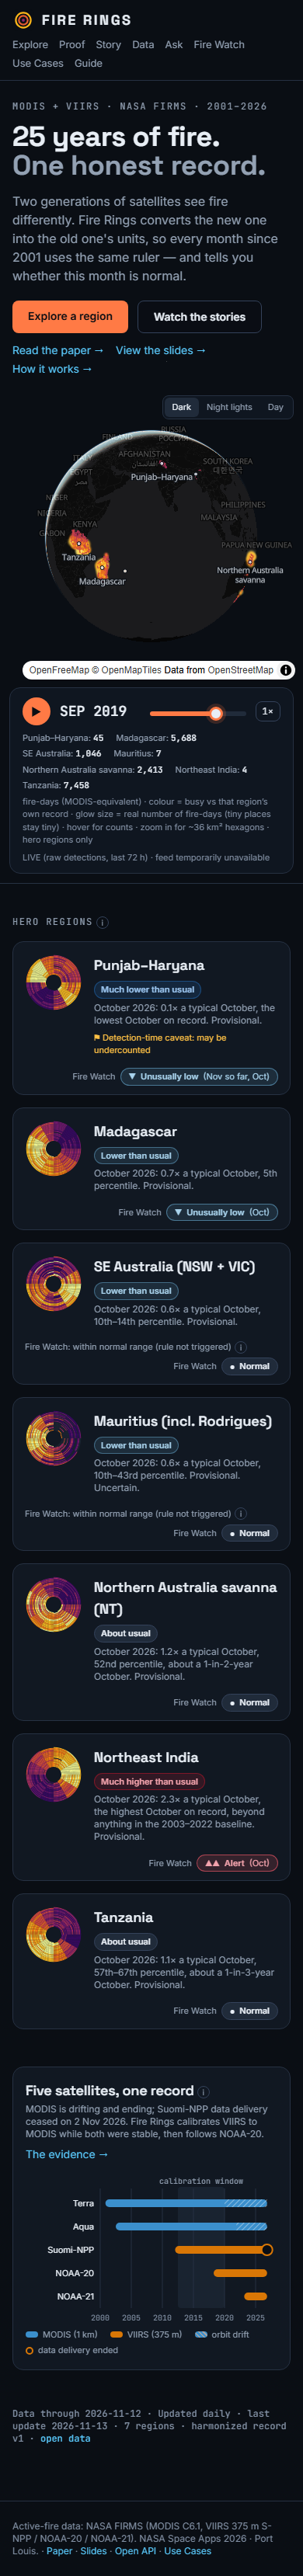 FIRE RINGS
Explore Proof Story Data Ask Fire Watch
Use Cases Guide
MODIS + VIIRS · NASA FIRMS · 2001–2026
25 years of fire.
One honest record.
Two generations of satellites see fire
differently. Fire Rings converts the new one
into the old one's units, so every month since
2001 uses the same ruler — and tells you
whether this month is normal.
Explore a region Watch the stories
Read the paper → View the slides →
How it works →
Dark Night lights Day
FINLAND
RUSSIA
РОССИЯ
AFGHANISTAN
افغانستان
SOUTH KOREA
대한민국
EGYPT
مصر
Punjab–Haryana
NIGER
NIGERIA
PHILIPPINES
MALAYSIA
KENYA
GABON
PAPUA NEW GUINEA
Tanzania
Madagascar
Northern Australia
savanna
OpenFreeMap © OpenMapTiles Data from OpenStreetMap
SEP 2019 1×
Punjab–Haryana: 45 Madagascar: 5,688
SE Australia: 1,046 Mauritius: 7
Northern Australia savanna: 2,413 Northeast India: 4
Tanzania: 7,458
fire-days (MODIS-equivalent) · colour = busy vs that region's
own record · glow size = real number of fire-days (tiny places
stay tiny) · hover for counts · zoom in for ~36 km² hexagons ·
hero regions only
LIVE (raw detections, last 72 h) · feed temporarily unavailable
HERO REGIONS i
Punjab–Haryana
Much lower than usual
October 2026: 0.1× a typical October, the
lowest October on record. Provisional.
⚑ Detection-time caveat: may be
undercounted
Fire Watch ▼ Unusually low (Nov so far, Oct)
Madagascar
Lower than usual
October 2026: 0.7× a typical October, 5th
percentile. Provisional.
Fire Watch ▼ Unusually low (Oct)
SE Australia (NSW + VIC)
Lower than usual
October 2026: 0.6× a typical October,
10th–14th percentile. Provisional.
Fire Watch: within normal range (rule not triggered) i
Fire Watch ● Normal
Mauritius (incl. Rodrigues)
Lower than usual
October 2026: 0.6× a typical October,
10th–43rd percentile. Provisional.
Uncertain.
Fire Watch: within normal range (rule not triggered) i
Fire Watch ● Normal
Northern Australia savanna
(NT)
About usual
October 2026: 1.2× a typical October,
52nd percentile, about a 1-in-2-year
October. Provisional.
Fire Watch ● Normal
Northeast India
Much higher than usual
October 2026: 2.3× a typical October,
the highest October on record, beyond
anything in the 2003–2022 baseline.
Provisional.
Fire Watch ▲▲ Alert (Oct)
Tanzania
About usual
October 2026: 1.1× a typical October,
57th–67th percentile, about a 1-in-3-year
October. Provisional.
Fire Watch ● Normal
Five satellites, one record i
MODIS is drifting and ending; Suomi-NPP data delivery
ceased on 2 Nov 2026. Fire Rings calibrates VIIRS to
MODIS while both were stable, then follows NOAA-20.
The evidence →
calibration window
Terra
Aqua
Suomi-NPP
NOAA-20
NOAA-21
2000 2005 2010 2015 2020 2025
MODIS (1 km) VIIRS (375 m) orbit drift
data delivery ended
Data through 2026-11-12 · Updated daily · last
update 2026-11-13 · 7 regions · harmonized record
v1 · open data
Active-fire data: NASA FIRMS (MODIS C6.1, VIIRS 375 m S-
NPP / NOAA-20 / NOAA-21). NASA Space Apps 2026 · Port
Louis. · Paper · Slides · Open API · Use Cases